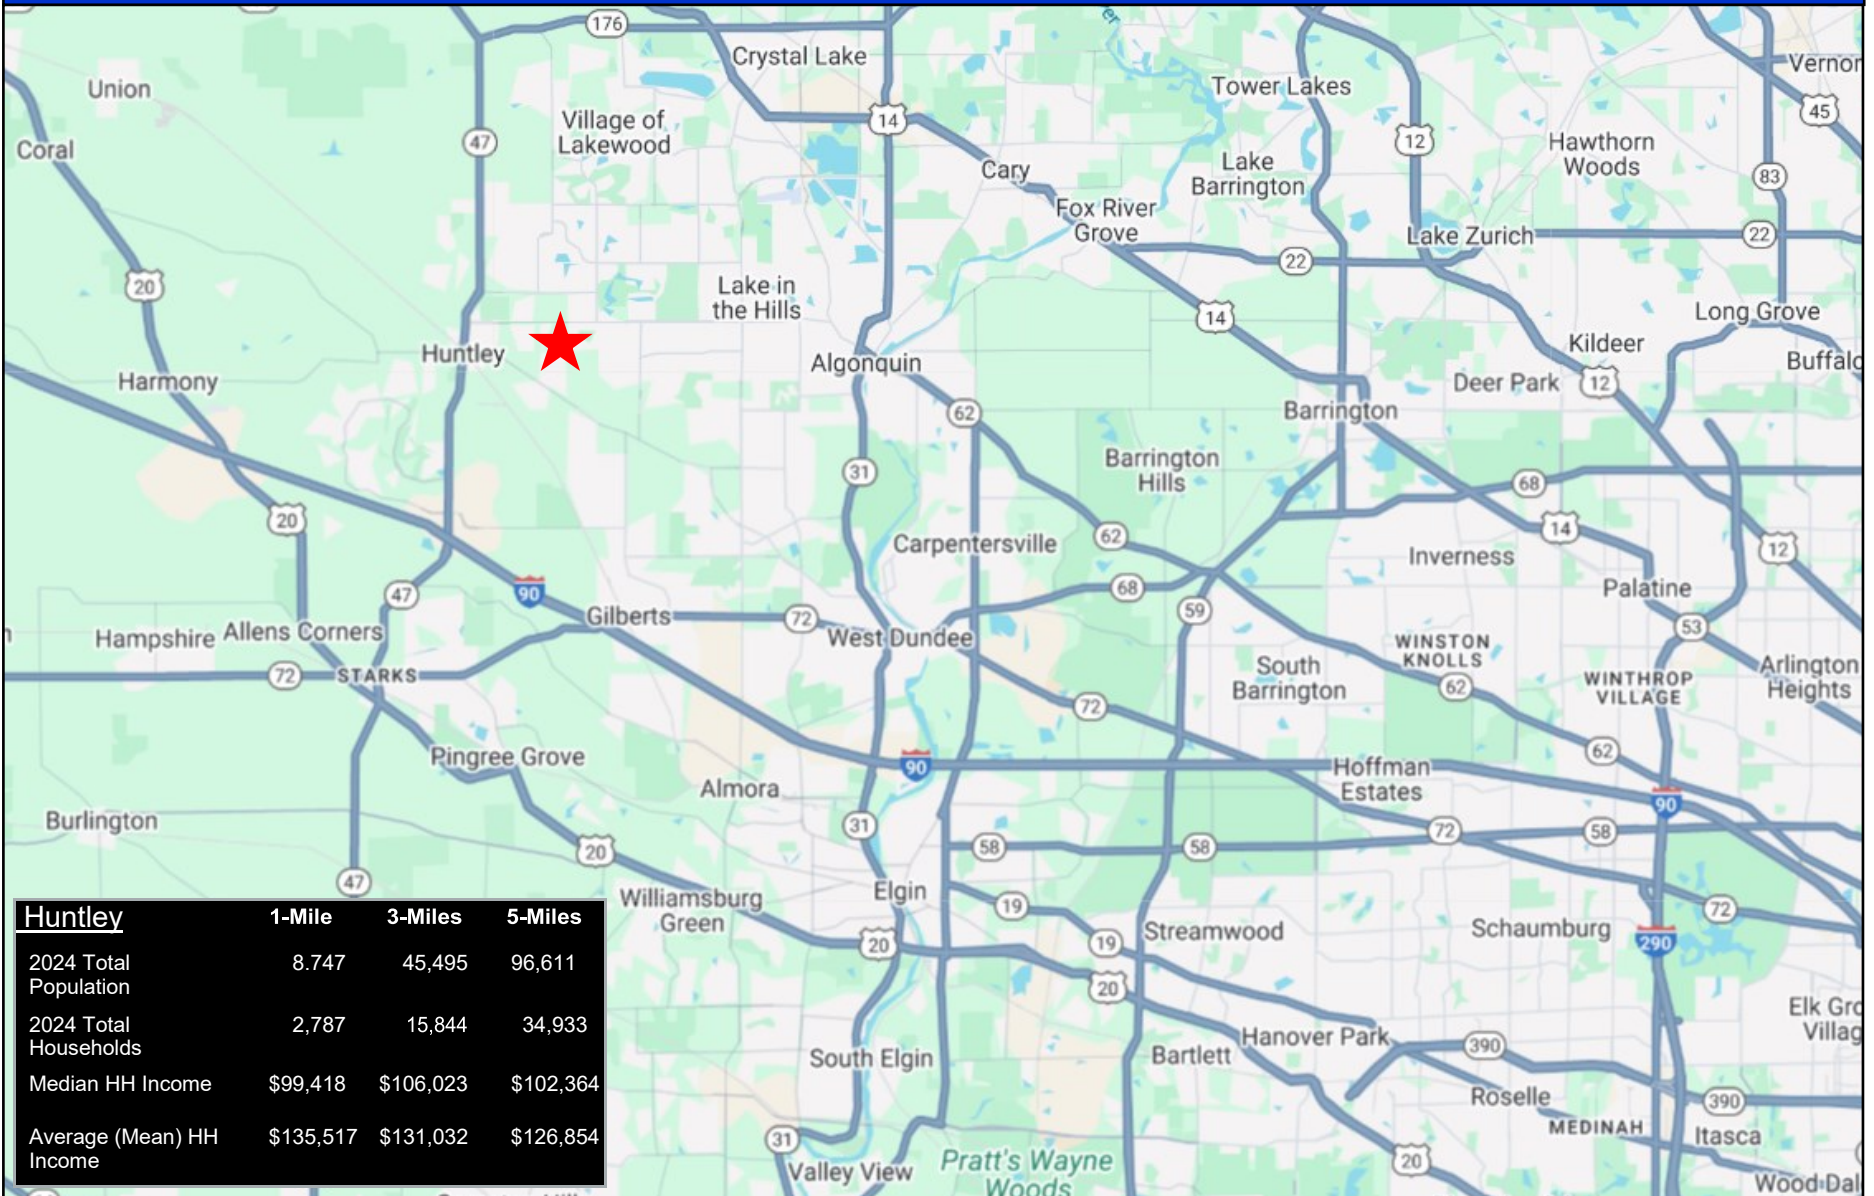 176
Crystal Lake
Union
Tower Lakes
Vernon
45
Village of
Lakewood
14
47
12
Hawthorn
Woods
Coral
Cary
Lake
Barrington
83
Fox River
Grove
Lake Zurich
22
22
20
Lake in
the Hills
14
Long Grove
Huntley
Algonquin
Kildeer
Buffalo
Harmony
Deer Park
12
62
Barrington
31
Barrington
Hills
68
20
14
Carpentersville
62
12
Inverness
47
90
68
Palatine
59
Gilberts
72
53
Hampshire
Allens Corners
West Dundee
WINSTON
KNOLLS
72
STARKS
South
Barrington
62
WINTHROP
VILLAGE
Arlington
Heights
72
Pingree Grove
90
62
Almora
Hoffman
Estates
90
Burlington
31
72
58
20
58
58
47
Elgin
Williamsburg
Green
19
72
20
19
Streamwood
Schaumburg
290
20
Elk Gro
Villag
South Elgin
Hanover Park
Bartlett
390
Roselle
390
31
MEDINAH
Itasca
Valley View
Pratt's Wayne
Woods
20
Wood Dal
Huntley 1-Mile 3-Miles 5-Miles
2024 Total
Population 8.747 45,495 96,611
2024 Total
Households 2,787 15,844 34,933
Median HH Income $99,418 $106,023 $102,364
Average (Mean) HH
Income $135,517 $131,032 $126,854